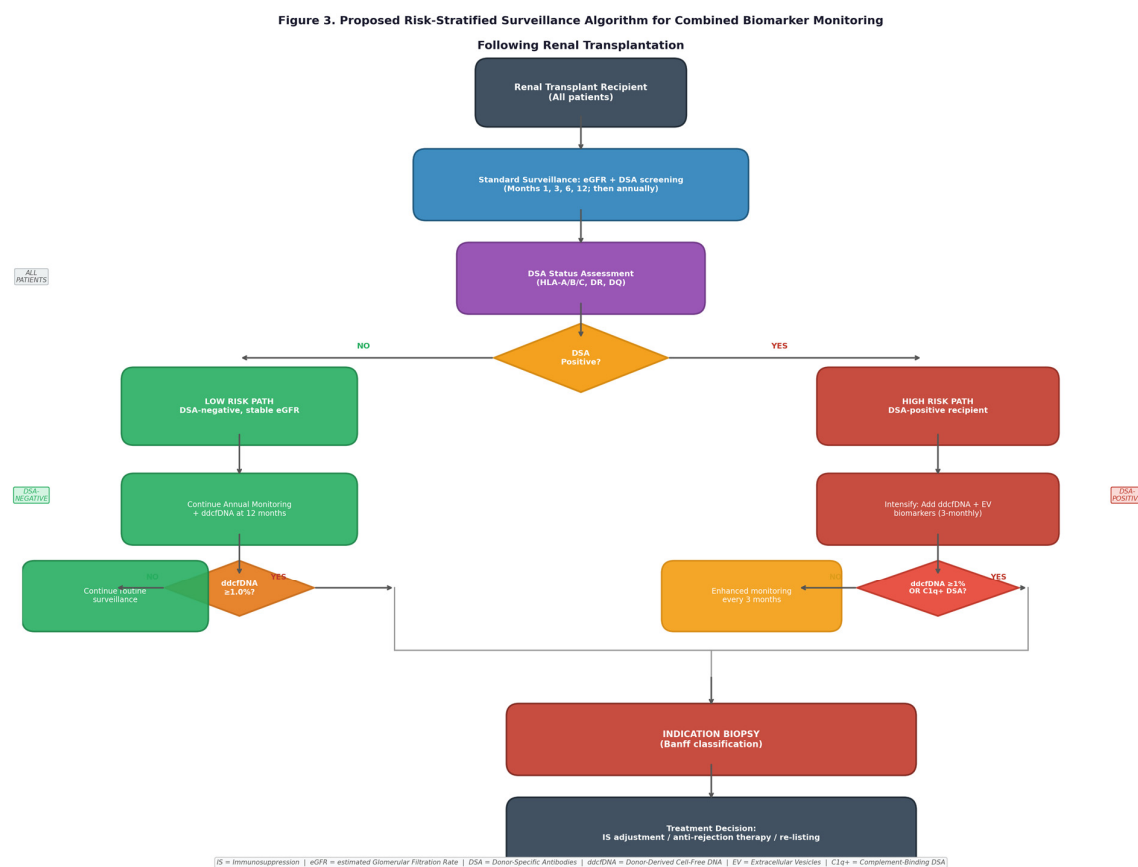 Figure 3. Proposed Risk-Stratified Surveillance Algorithm for Combined Biomarker Monitoring
Following Renal Transplantation
Renal Transplant Recipient
(All patients)
Standard Surveillance: eGFR + DSA screening
(Months 1, 3, 6, 12; then annually)
ALL
PATIENTS
DSA Status Assessment
(HLA-A/B/C, DR, DQ)
NO
DSA
Positive?
YES
LOW RISK PATH
DSA-negative, stable eGFR
HIGH RISK PATH
DSA-positive recipient
DSA-
NEGATIVE
Continue Annual Monitoring
+ ddcfDNA at 12 months
Intensify: Add ddcfDNA + EV
biomarkers (3-monthly)
DSA-
POSITIV
Continue routine
surveillance
NO
ddcfDNA
≥1.0%?
YES
Enhanced monitoring
every 3 months
NO
ddcfDNA ≥1%
OR C1q+ DSA?
YES
INDICATION BIOPSY
(Banff classification)
Treatment Decision:
IS adjustment / anti-rejection therapy / re-listing
IS = Immunosuppression | eGFR = estimated Glomerular Filtration Rate | DSA = Donor-Specific Antibodies | ddcfDNA = Donor-Derived Cell-Free DNA | EV = Extracellular Vesicles | C1q+ = Complement-Binding DSA